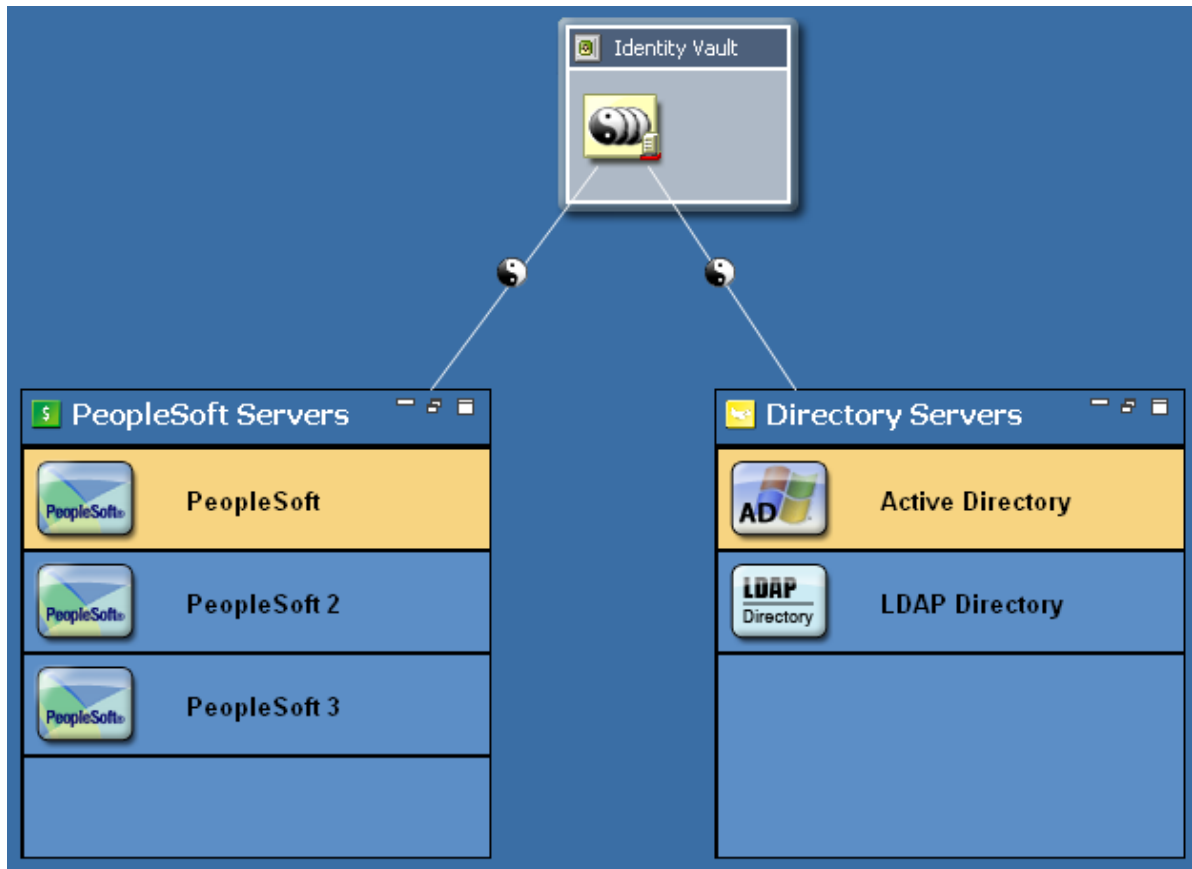 Identity Vault
$ PeopleSoft Servers
PeopleSoft® PeopleSoft
PeopleSoft® PeopleSoft 2
PeopleSoft® PeopleSoft 3
Directory Servers
AD Active Directory
LDAP Directory LDAP Directory